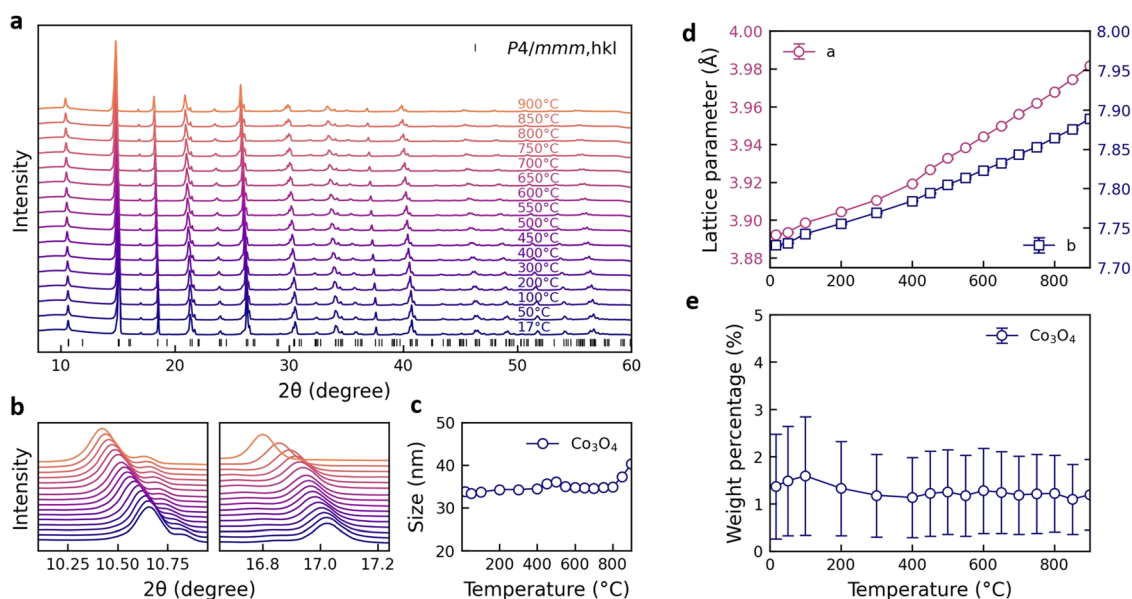 a
P4/mmm,hkl
900°C
850°C
800°C
750°C
700°C
650°C
600°C
550°C
500°C
450°C
400°C
300°C
200°C
100°C
50°C
17°C
Intensity
10 20 30 40 50 60
2θ (degree)
b
Intensity
10.25 10.50 10.75
16.8 17.0 17.2
2θ (degree)
c
Size (nm)
50
40
30
20
Co₃O₄
200 400 600 800
Temperature (°C)
d
Lattice parameter (Å)
4.00
3.98
3.96
3.94
3.92
3.90
3.88
a
b
8.00
7.95
7.90
7.85
7.80
7.75
7.70
0 200 400 600 800
e
Weight percentage (%)
5
4
3
2
1
0
Co₃O₄
0 200 400 600 800
Temperature (°C)